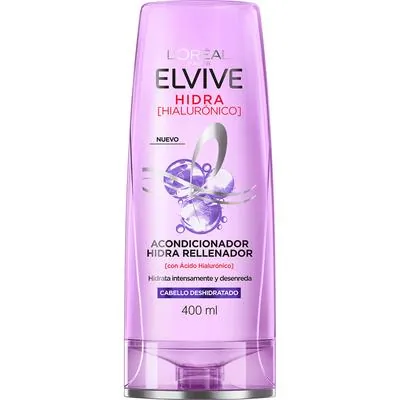 L'ORÉAL
PARIS
ELVIVE
HIDRA
[HIALURÓNICO]
NUEVO
ACONDICIONADOR
HIDRA RELLENADOR
[con Ácido Hialurónico]
Hidrata intensamente y desenreda
CABELLO DESHIDRATADO
400 ml